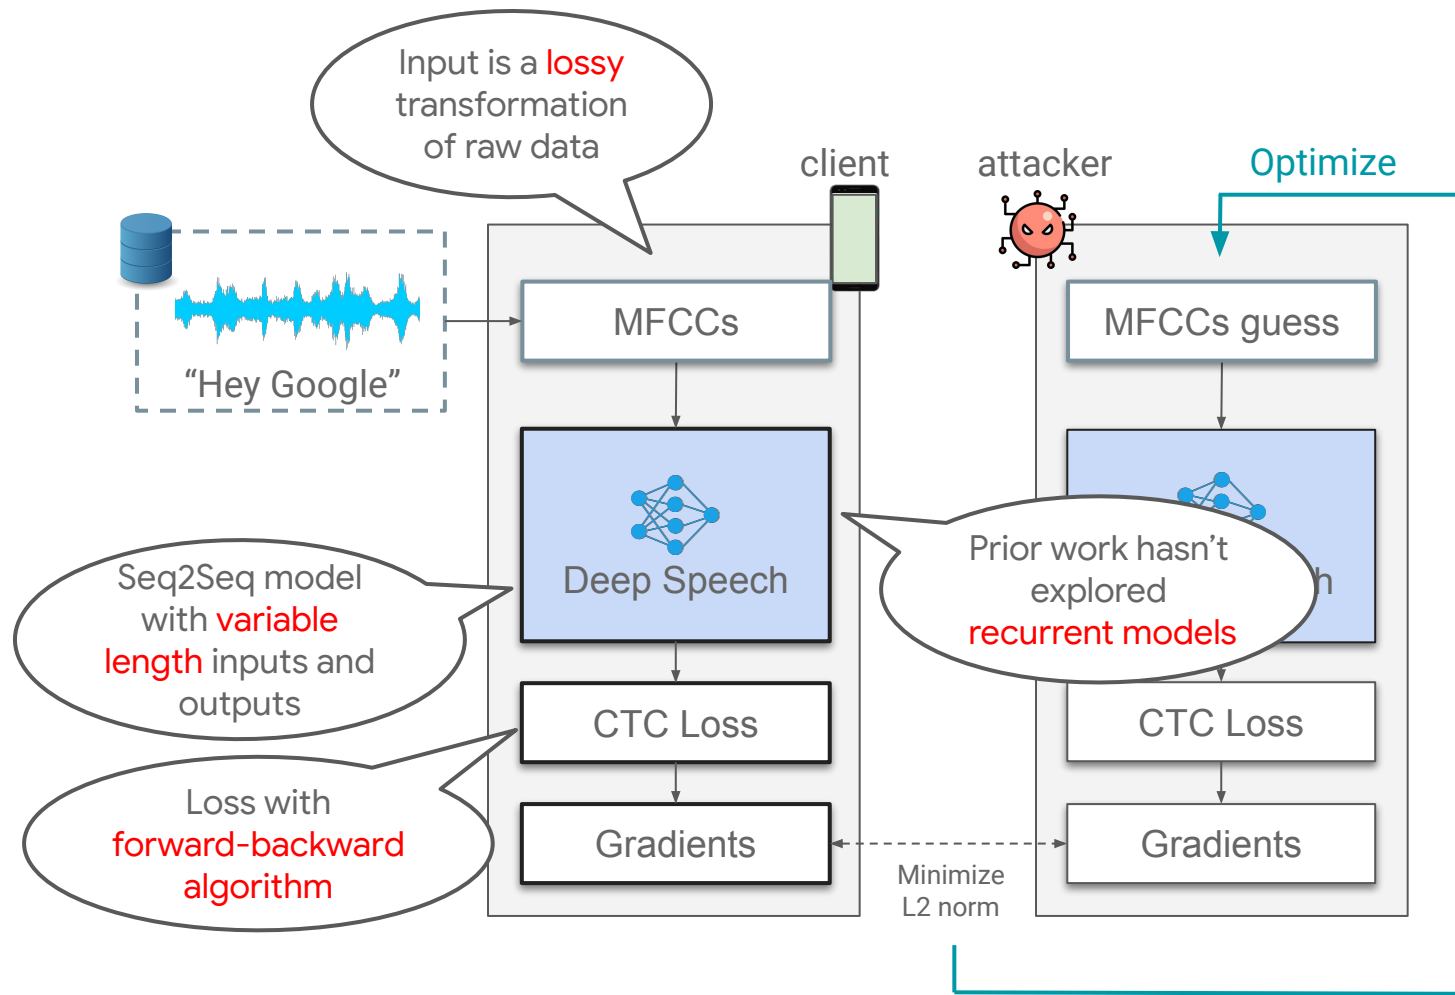 Input is a lossy
transformation
of raw data
client
attacker
Optimize
“Hey Google”
MFCCs
MFCCs guess
Deep Speech
Seq2Seq model
with variable
length inputs and
outputs
Prior work hasn’t
explored
recurrent models
h
CTC Loss
CTC Loss
Loss with
forward-backward
algorithm
Gradients
Gradients
Minimize
L2 norm